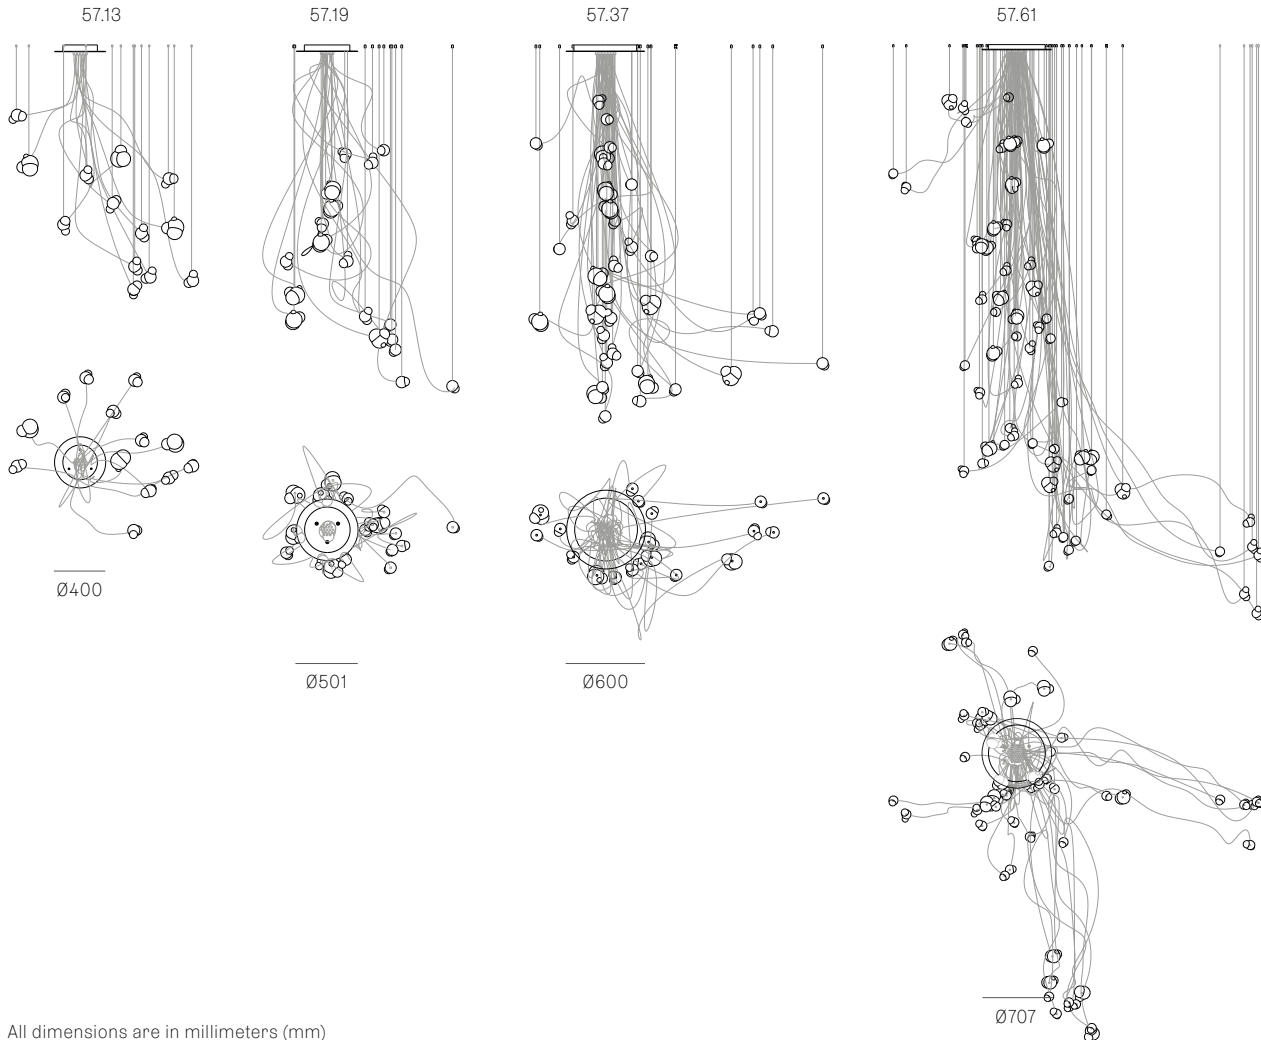 57.13
57.19
57.37
57.61
Ø400
Ø501
Ø600
Ø707
All dimensions are in millimeters (mm)